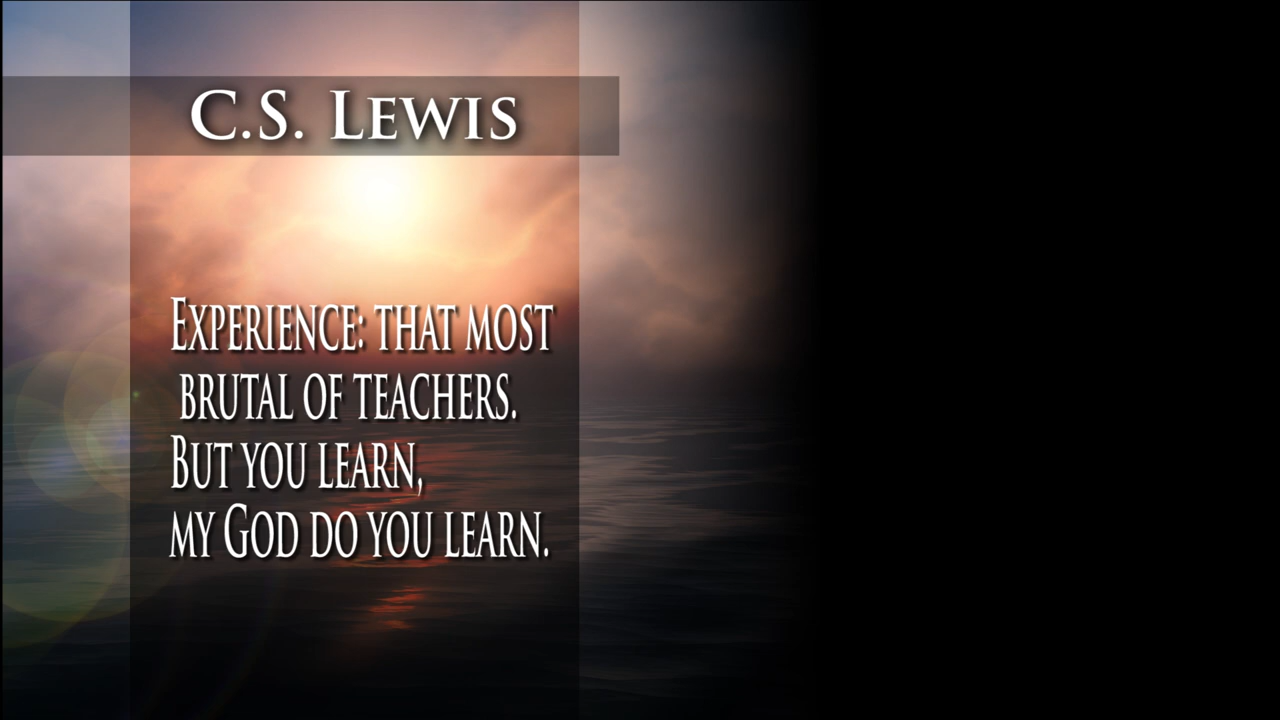 C.S. Lewis
Experience: that most
brutal of teachers.
But you learn,
my God do you learn.